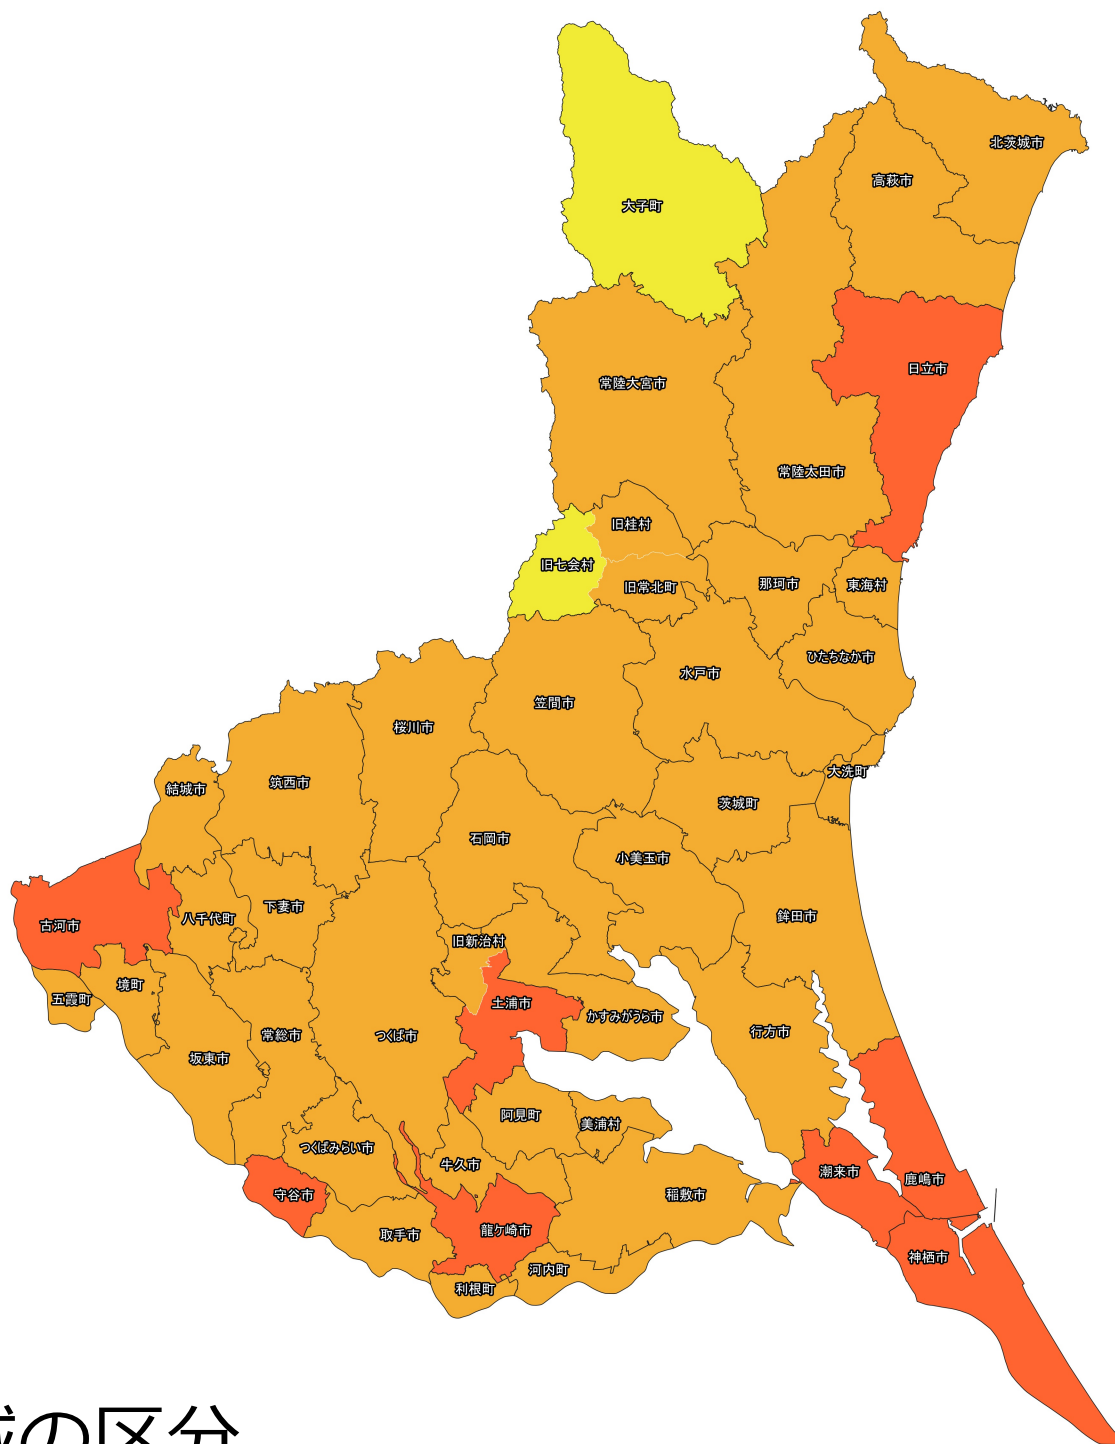 北茨城市
高萩市
大子町
日立市
常陸大宮市
常陸太田市
旧桂村
旧七会村
旧常北町
那珂市
東海村
ひたちなか市
水戸市
笠間市
桜川市
大洗町
筑西市
結城市
茨城町
石岡市
小美玉市
下妻市
八千代町
鉾田市
古河市
旧新治村
境町
五霞町
土浦市
かすみがうら市
行方市
常総市
つくば市
坂東市
阿見町
美浦村
つくばみらい市
牛久市
潮来市
鹿嶋市
守谷市
稲敷市
龍ケ崎市
取手市
神栖市
河内町
利根町
域の区分